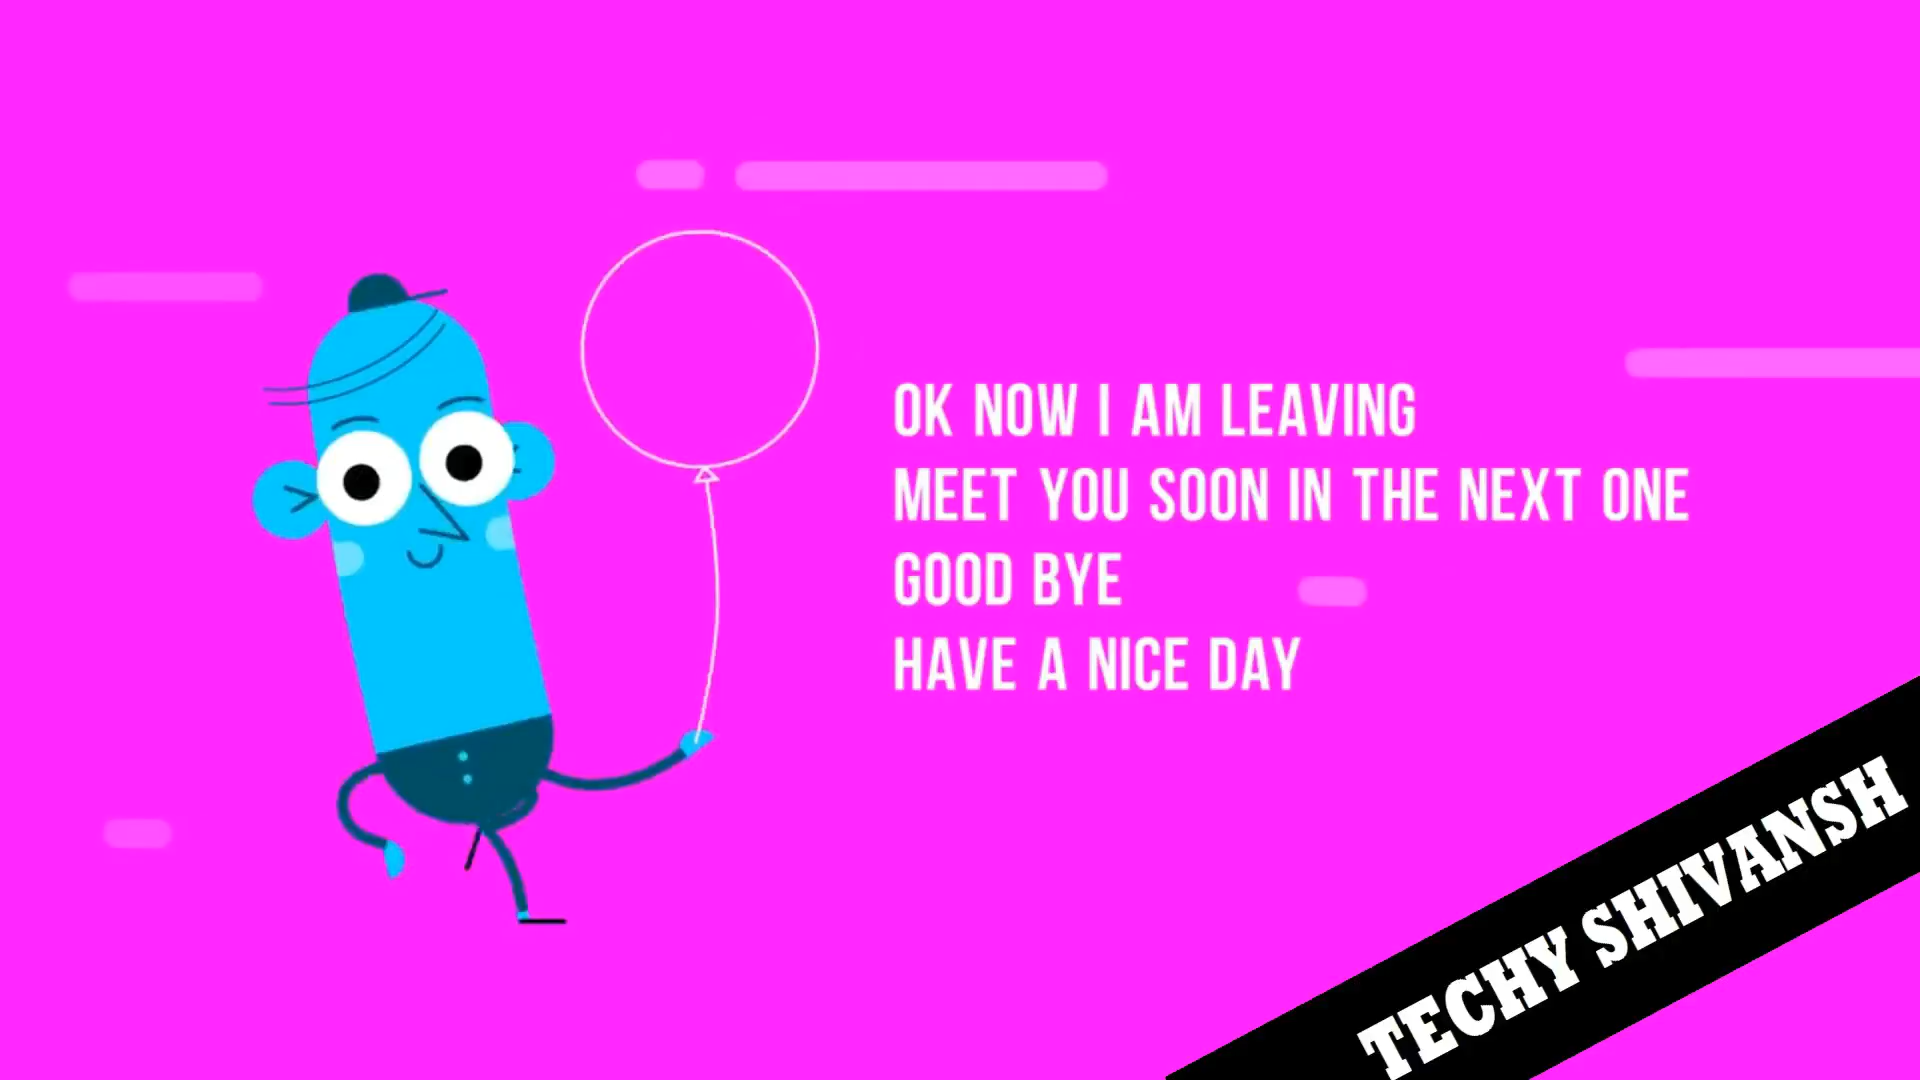 OK NOW I AM LEAVING
MEET YOU SOON IN THE NEXT ONE
GOOD BYE
HAVE A NICE DAY
TECHY SHIVANSH